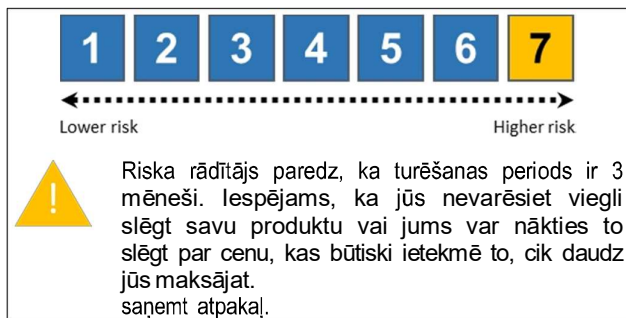 1 2 3 4 5 6 7
Lower risk Higher risk
!
Riska rādītājs paredz, ka turēšanas periods ir 3
mēneši. Iespējams, ka jūs nevarēsiet viegli
slēgt savu produktu vai jums var nākties to
slēgt par cenu, kas būtiski ietekmē to, cik daudz
jūs maksājat.
saņemt atpakaļ.